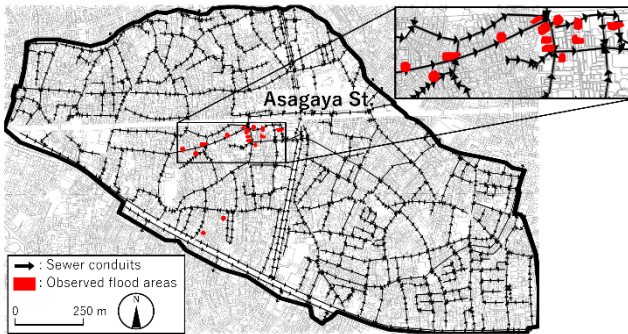 Asagaya St.
: Sewer conduits
: Observed flood areas
0 250 m
N